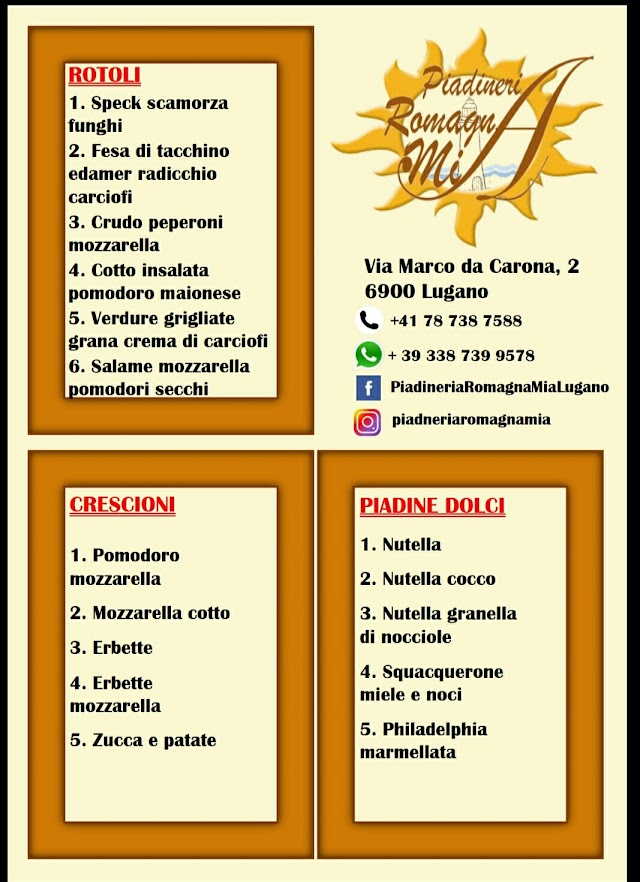 ROTOLI
1. Speck scamorza
funghi
2. Fesa di tacchino
edamer radicchio
carciofi
3. Crudo peperoni
mozzarella
4. Cotto insalata
pomodoro maionese
5. Verdure grigliate
grana crema di carciofi
6. Salame mozzarella
pomodori secchi
Piadineri
Romagn
MiA
Via Marco da Carona, 2
6900 Lugano
+41 78 738 7588
+ 39 338 739 9578
PiadineriaRomagnaMiaLugano
piadneriaromagnamia
CRESCIONI
1. Pomodoro
mozzarella
2. Mozzarella cotto
3. Erbette
4. Erbette
mozzarella
5. Zucca e patate
PIADINE DOLCI
1. Nutella
2. Nutella cocco
3. Nutella granella
di nocciole
4. Squacquerone
miele e noci
5. Philadelphia
marmellata